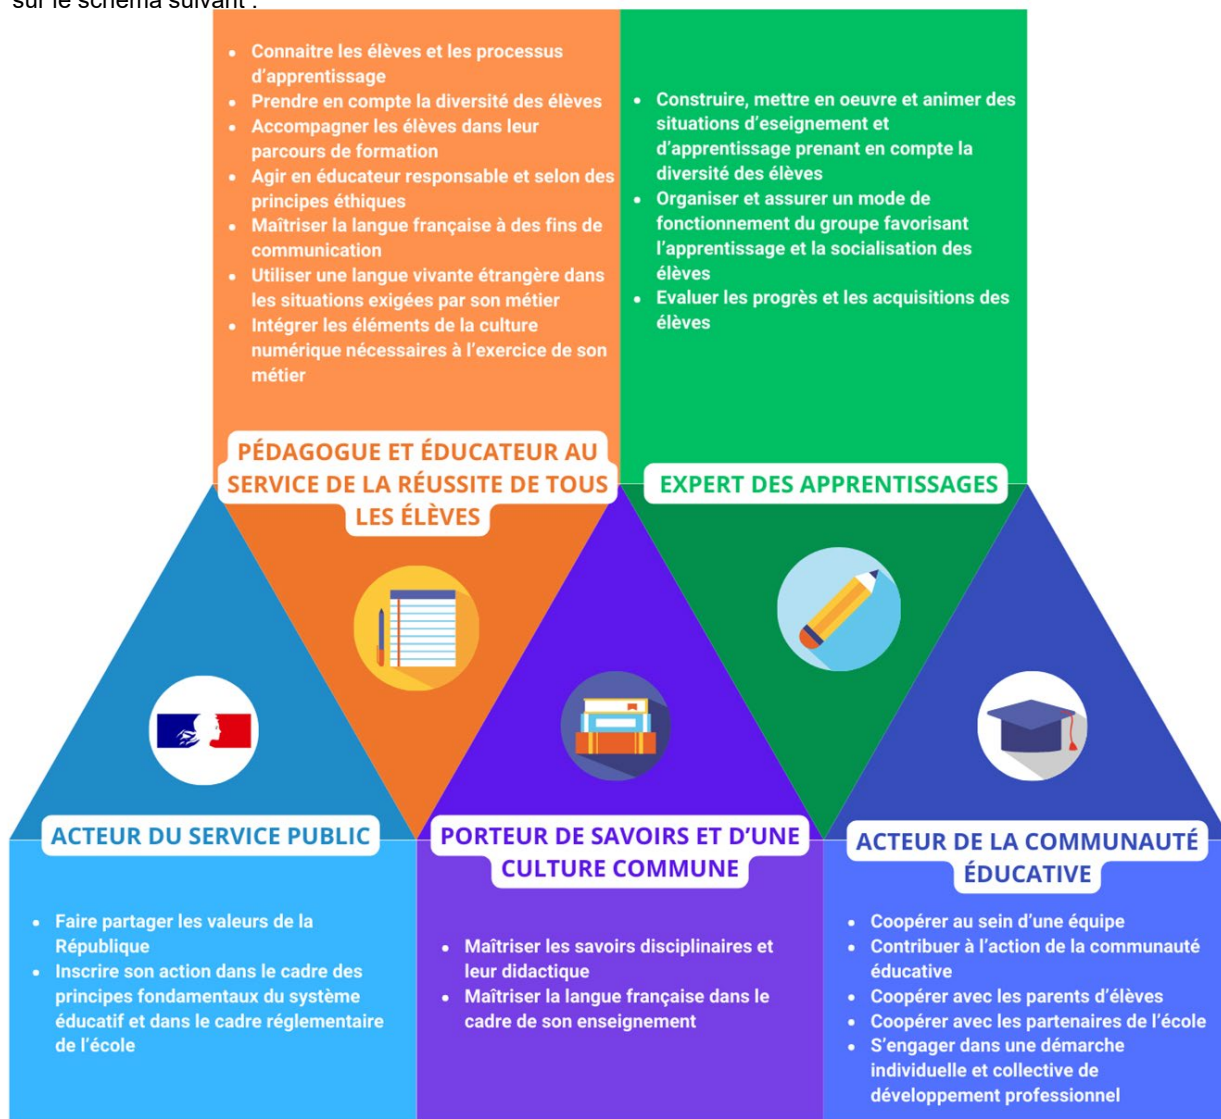 sur le schéma suivant :
• Connaitre les élèves et les processus
d'apprentissage
• Prendre en compte la diversité des élèves
• Accompagner les élèves dans leur
parcours de formation
• Agir en éducateur responsable et selon des
principes éthiques
• Maîtriser la langue française à des fins de
communication
• Utiliser une langue vivante étrangère dans
les situations exigées par son métier
• Intégrer les éléments de la culture
numérique nécessaires à l'exercice de son
métier
• Construire, mettre en oeuvre et animer des
situations d'eseignement et
d'apprentissage prenant en compte la
diversité des élèves
• Organiser et assurer un mode de
fonctionnement du groupe favorisant
l'apprentissage et la socialisation des
élèves
• Evaluer les progrès et les acquisitions des
élèves
PÉDAGOGUE ET ÉDUCATEUR AU
SERVICE DE LA RÉUSSITE DE TOUS
LES ÉLÈVES
EXPERT DES APPRENTISSAGES
ACTEUR DU SERVICE PUBLIC
PORTEUR DE SAVOIRS ET D'UNE
CULTURE COMMUNE
ACTEUR DE LA COMMUNAUTÉ
ÉDUCATIVE
• Faire partager les valeurs de la
République
• Inscrire son action dans le cadre des
principes fondamentaux du système
éducatif et dans le cadre réglementaire
de l'école
• Maîtriser les savoirs disciplinaires et
leur didactique
• Maîtriser la langue française dans le
cadre de son enseignement
• Coopérer au sein d'une équipe
• Contribuer à l'action de la communauté
éducative
• Coopérer avec les parents d'élèves
• Coopérer avec les partenaires de l'école
• S'engager dans une démarche
individuelle et collective de
développement professionnel